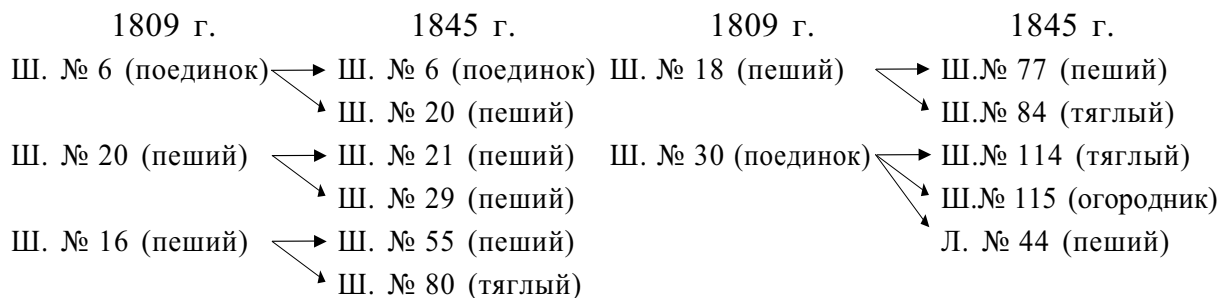 1809 г. 1845 г. 1809 г. 1845 г.
Ш. № 6 (поединок) Ш. № 6 (поединок) Ш. № 18 (пеший) Ш.№ 77 (пеший)
Ш. № 20 (пеший) Ш.№ 84 (тяглый)
Ш. № 20 (пеший) Ш. № 21 (пеший) Ш. № 30 (поединок) Ш.№ 114 (тяглый)
Ш. № 29 (пеший) Ш.№ 115 (огородник)
Ш. № 16 (пеший) Ш. № 55 (пеший) Л. № 44 (пеший)
Ш. № 80 (тяглый)